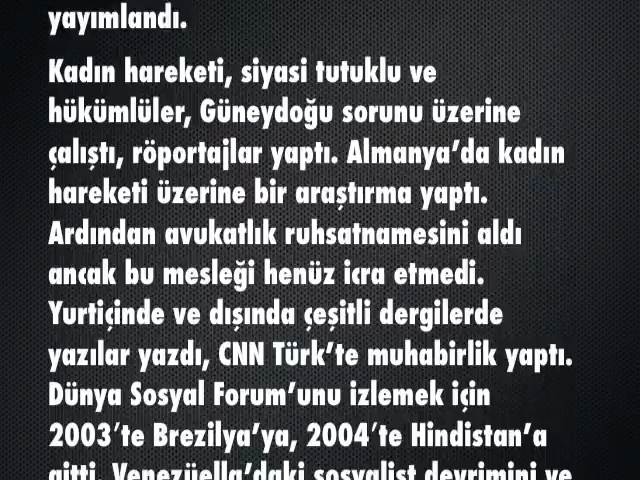 yayımlandı.
Kadın hareketi, siyasi tutuklu ve
hükümlüler, Güneydoğu sorunu üzerine
çalıştı, röportajlar yaptı. Almanya’da kadın
hareketi üzerine bir araştırma yaptı.
Ardından avukatlık ruhsatnamesini aldı
ancak bu mesleği henüz icra etmedi.
Yurtiçinde ve dışında çeşitli dergilerde
yazılar yazdı, CNN Türk’te muhabirlik yaptı.
Dünya Sosyal Forum’unu izlemek için
2003’te Brezilya’ya, 2004’te Hindistan’a
gitti. Venezüella’daki sosyalist devrimini ve